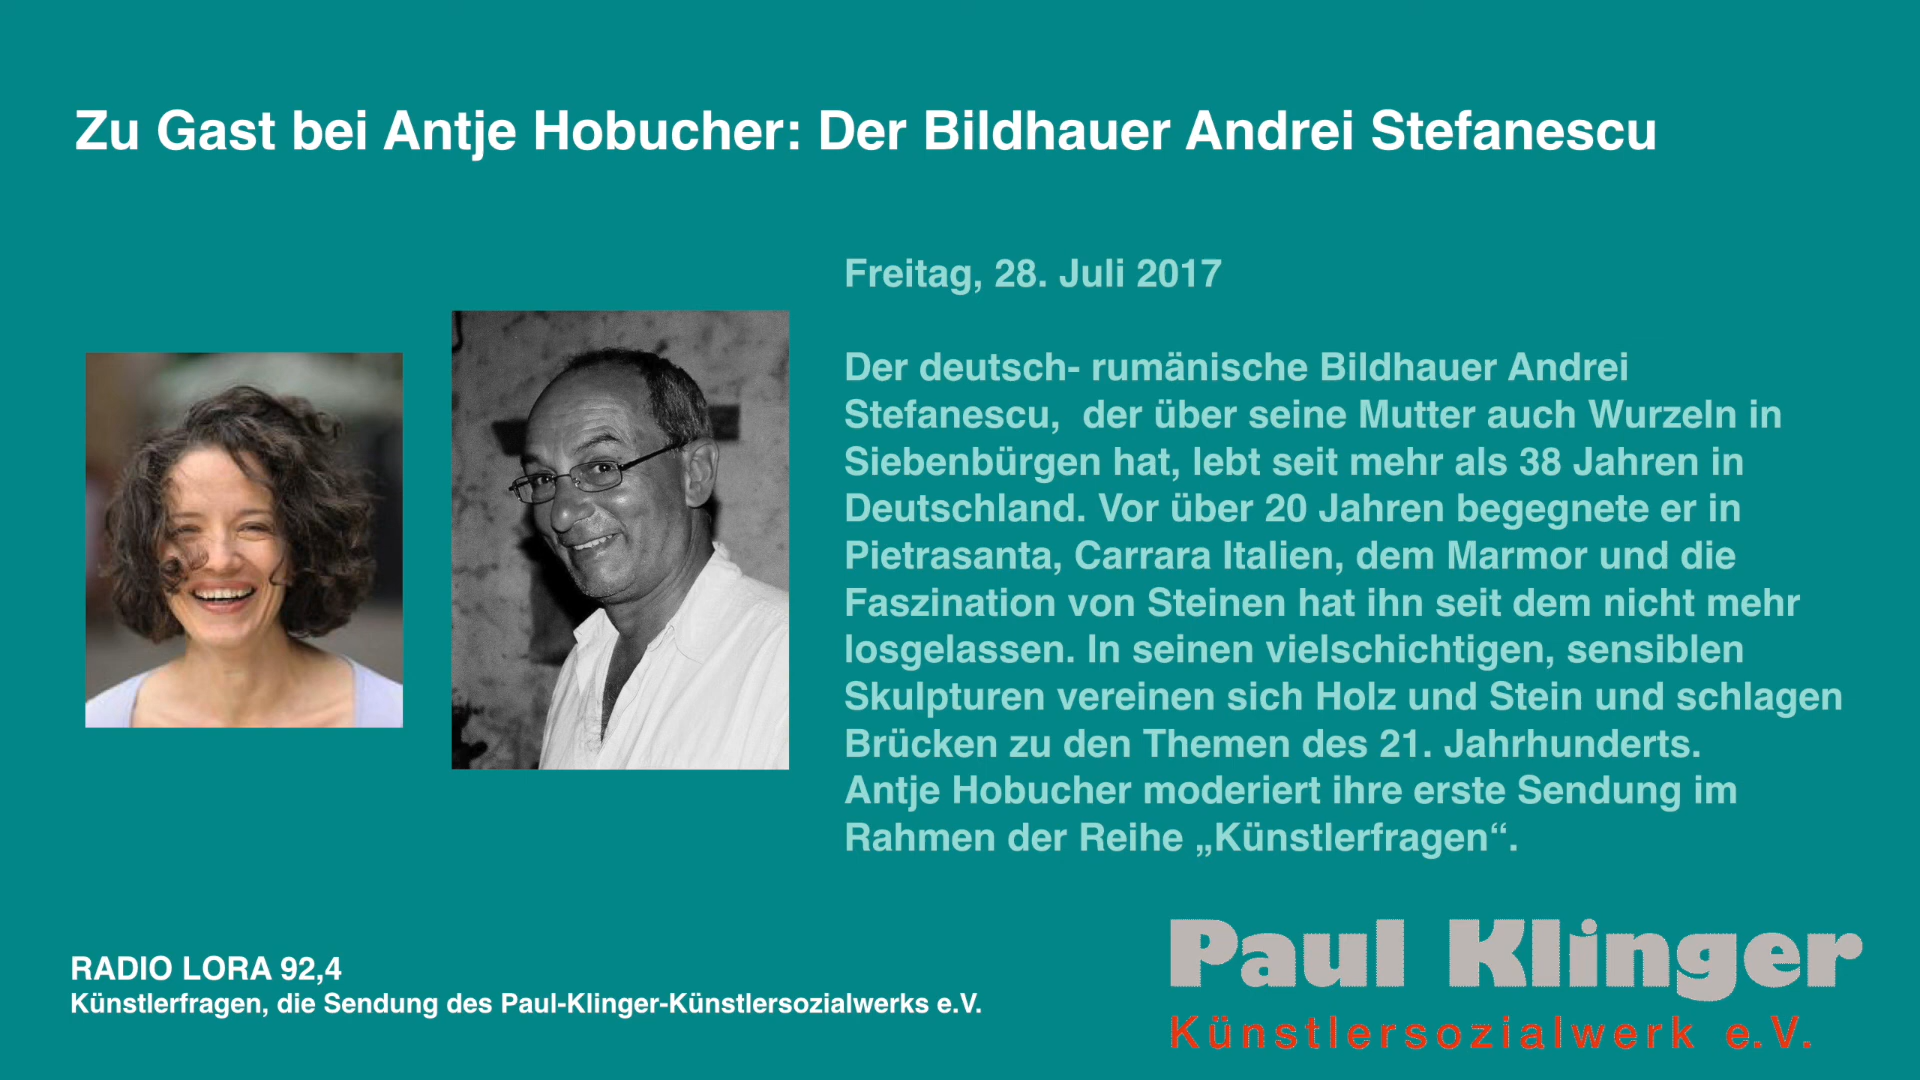 Zu Gast bei Antje Hobucher: Der Bildhauer Andrei Stefanescu
Freitag, 28. Juli 2017
Der deutsch- rumänische Bildhauer Andrei
Stefanescu,  der über seine Mutter auch Wurzeln in
Siebenbürgen hat, lebt seit mehr als 38 Jahren in
Deutschland. Vor über 20 Jahren begegnete er in
Pietrasanta, Carrara Italien, dem Marmor und die
Faszination von Steinen hat ihn seit dem nicht mehr
losgelassen. In seinen vielschichtigen, sensiblen
Skulpturen vereinen sich Holz und Stein und schlagen
Brücken zu den Themen des 21. Jahrhunderts.
Antje Hobucher moderiert ihre erste Sendung im
Rahmen der Reihe „Künstlerfragen“.
RADIO LORA 92,4
Künstlerfragen, die Sendung des Paul-Klinger-Künstlersozialwerks e.V.
Paul Klinger
Künstlersozialwerk e.V.